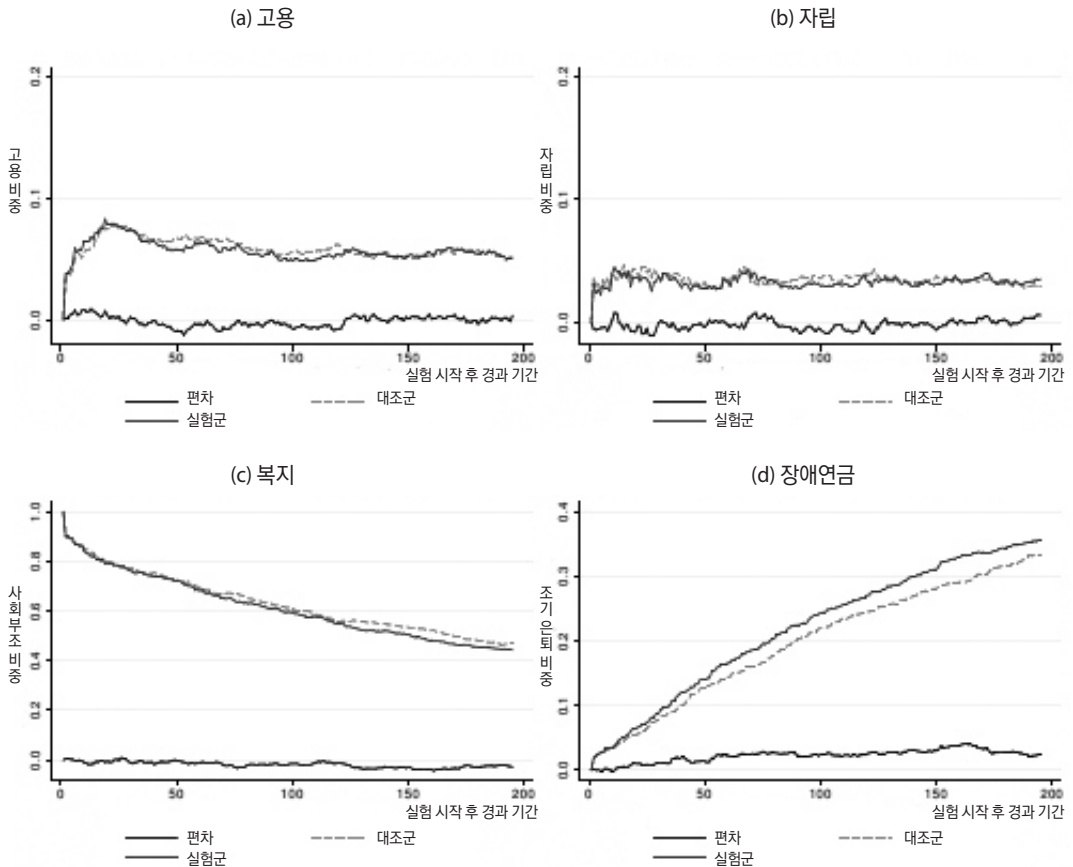 (a) 고용
0.2
0.1
0.0
고용비중
0 50 100 150 200
실험 시작 후 경과 기간
편차 대조군
실험군
(b) 자립
0.2
0.1
0.0
자립비중
0 50 100 150 200
실험 시작 후 경과 기간
편차 대조군
실험군
(c) 복지
1.0
0.8
0.6
0.4
0.2
0.0
사회부조비중
0 50 100 150 200
실험 시작 후 경과 기간
편차 대조군
실험군
(d) 장애연금
0.4
0.3
0.2
0.1
0.0
조기은퇴비중
0 50 100 150 200
실험 시작 후 경과 기간
편차 대조군
실험군